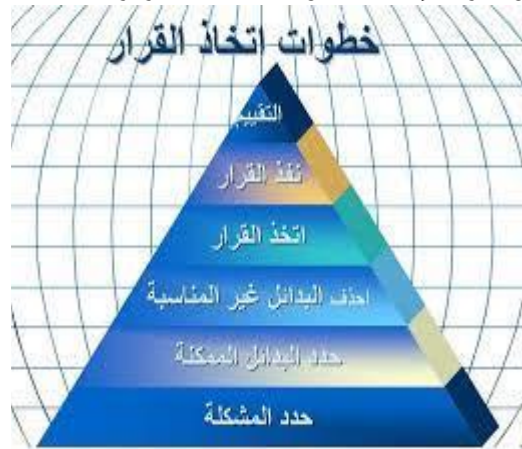 خطوات اتخاذ القرار
التقييم
نفذ القرار
اتخذ القرار
احذف البدائل غير المناسبة
حدد البدائل الممكنة
حدد المشكلة